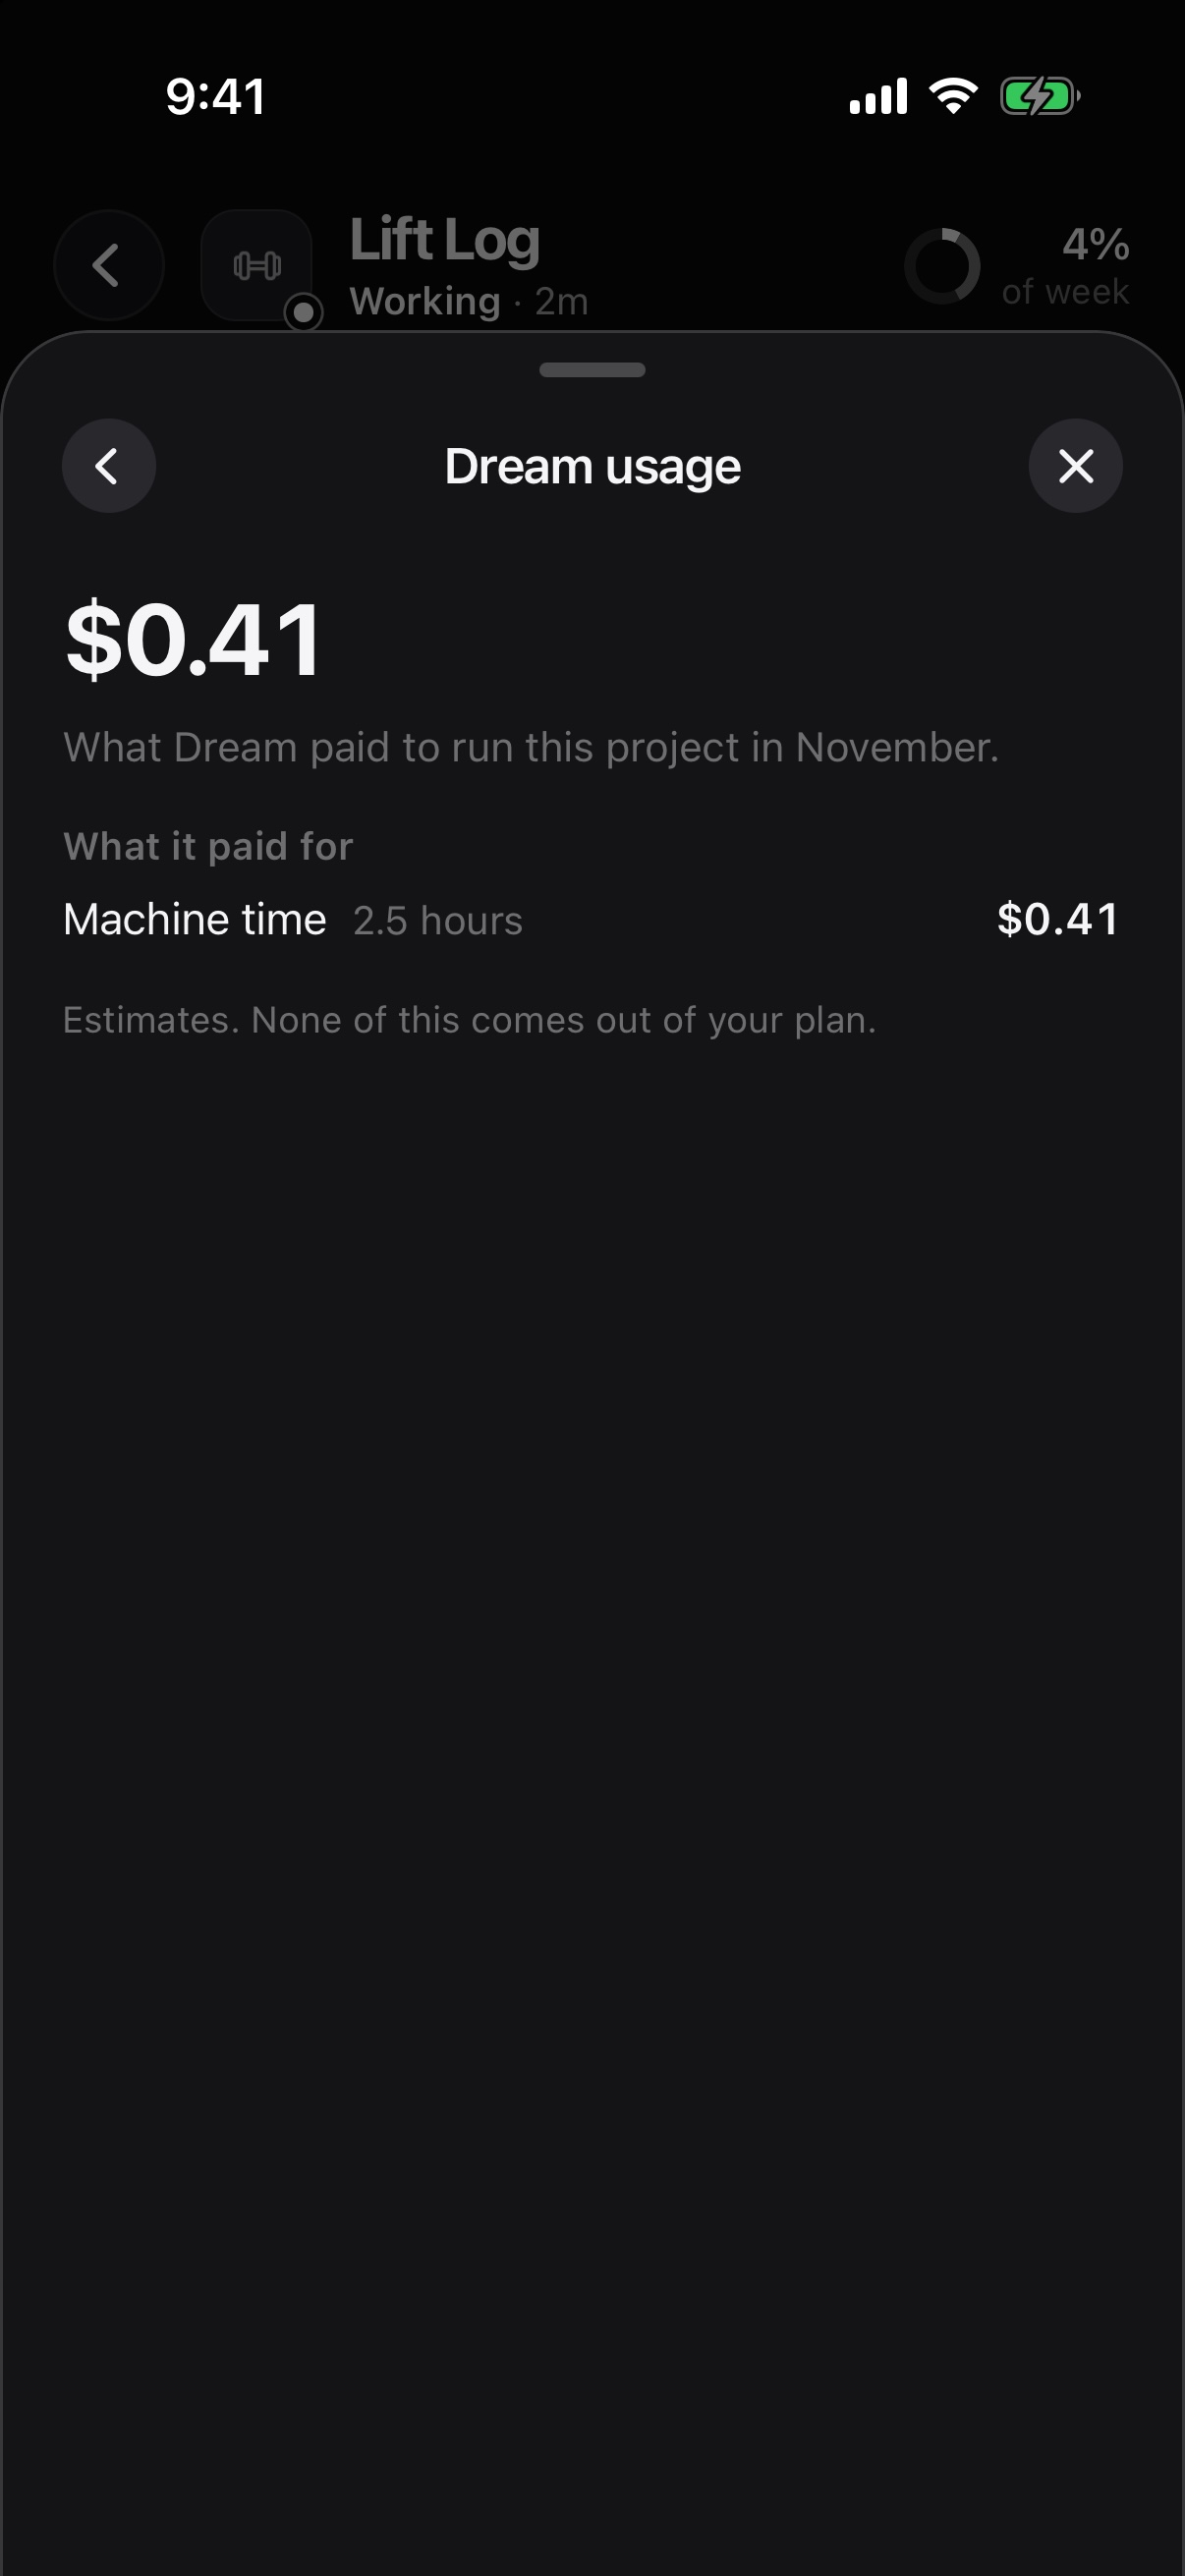 9:41
Lift Log
Working · 2m
4%
of week
Dream usage
$0.41
What Dream paid to run this project in November.
What it paid for
Machine time 2.5 hours $0.41
Estimates. None of this comes out of your plan.